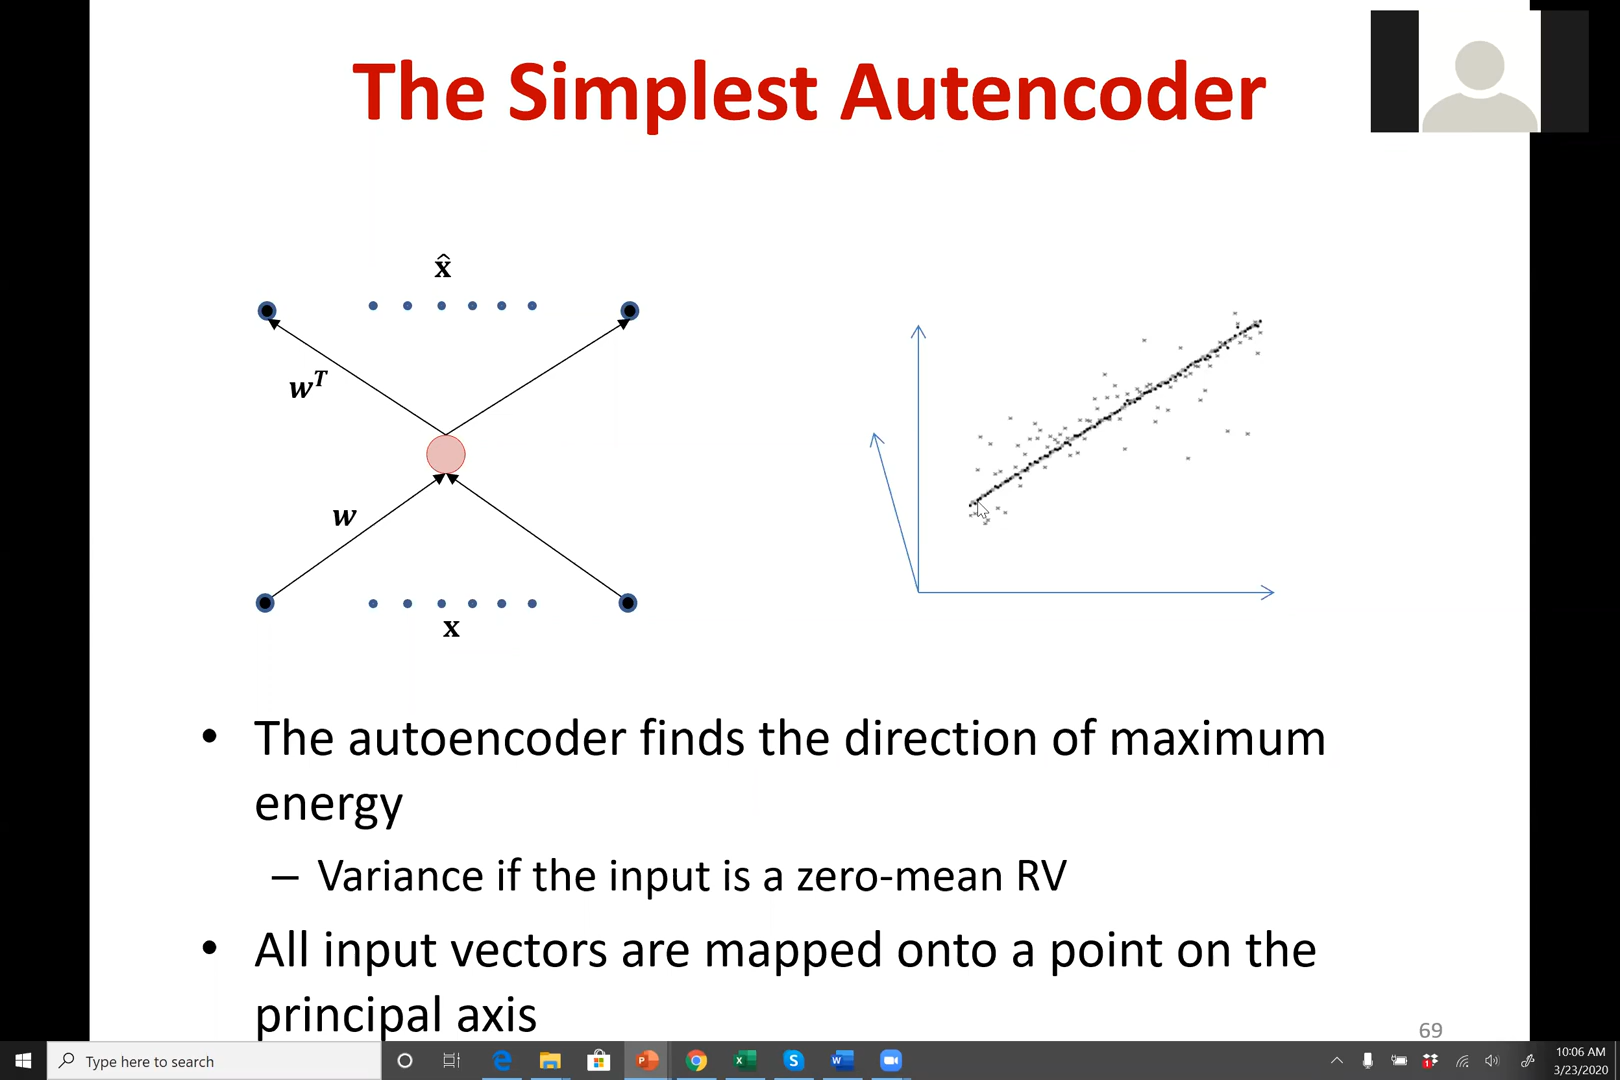 The Simplest Autencoder
x̂
wᵀ
w
x
• The autoencoder finds the direction of maximum
energy
– Variance if the input is a zero-mean RV
• All input vectors are mapped onto a point on the
principal axis
69
Type here to search
10:06 AM
3/23/2020